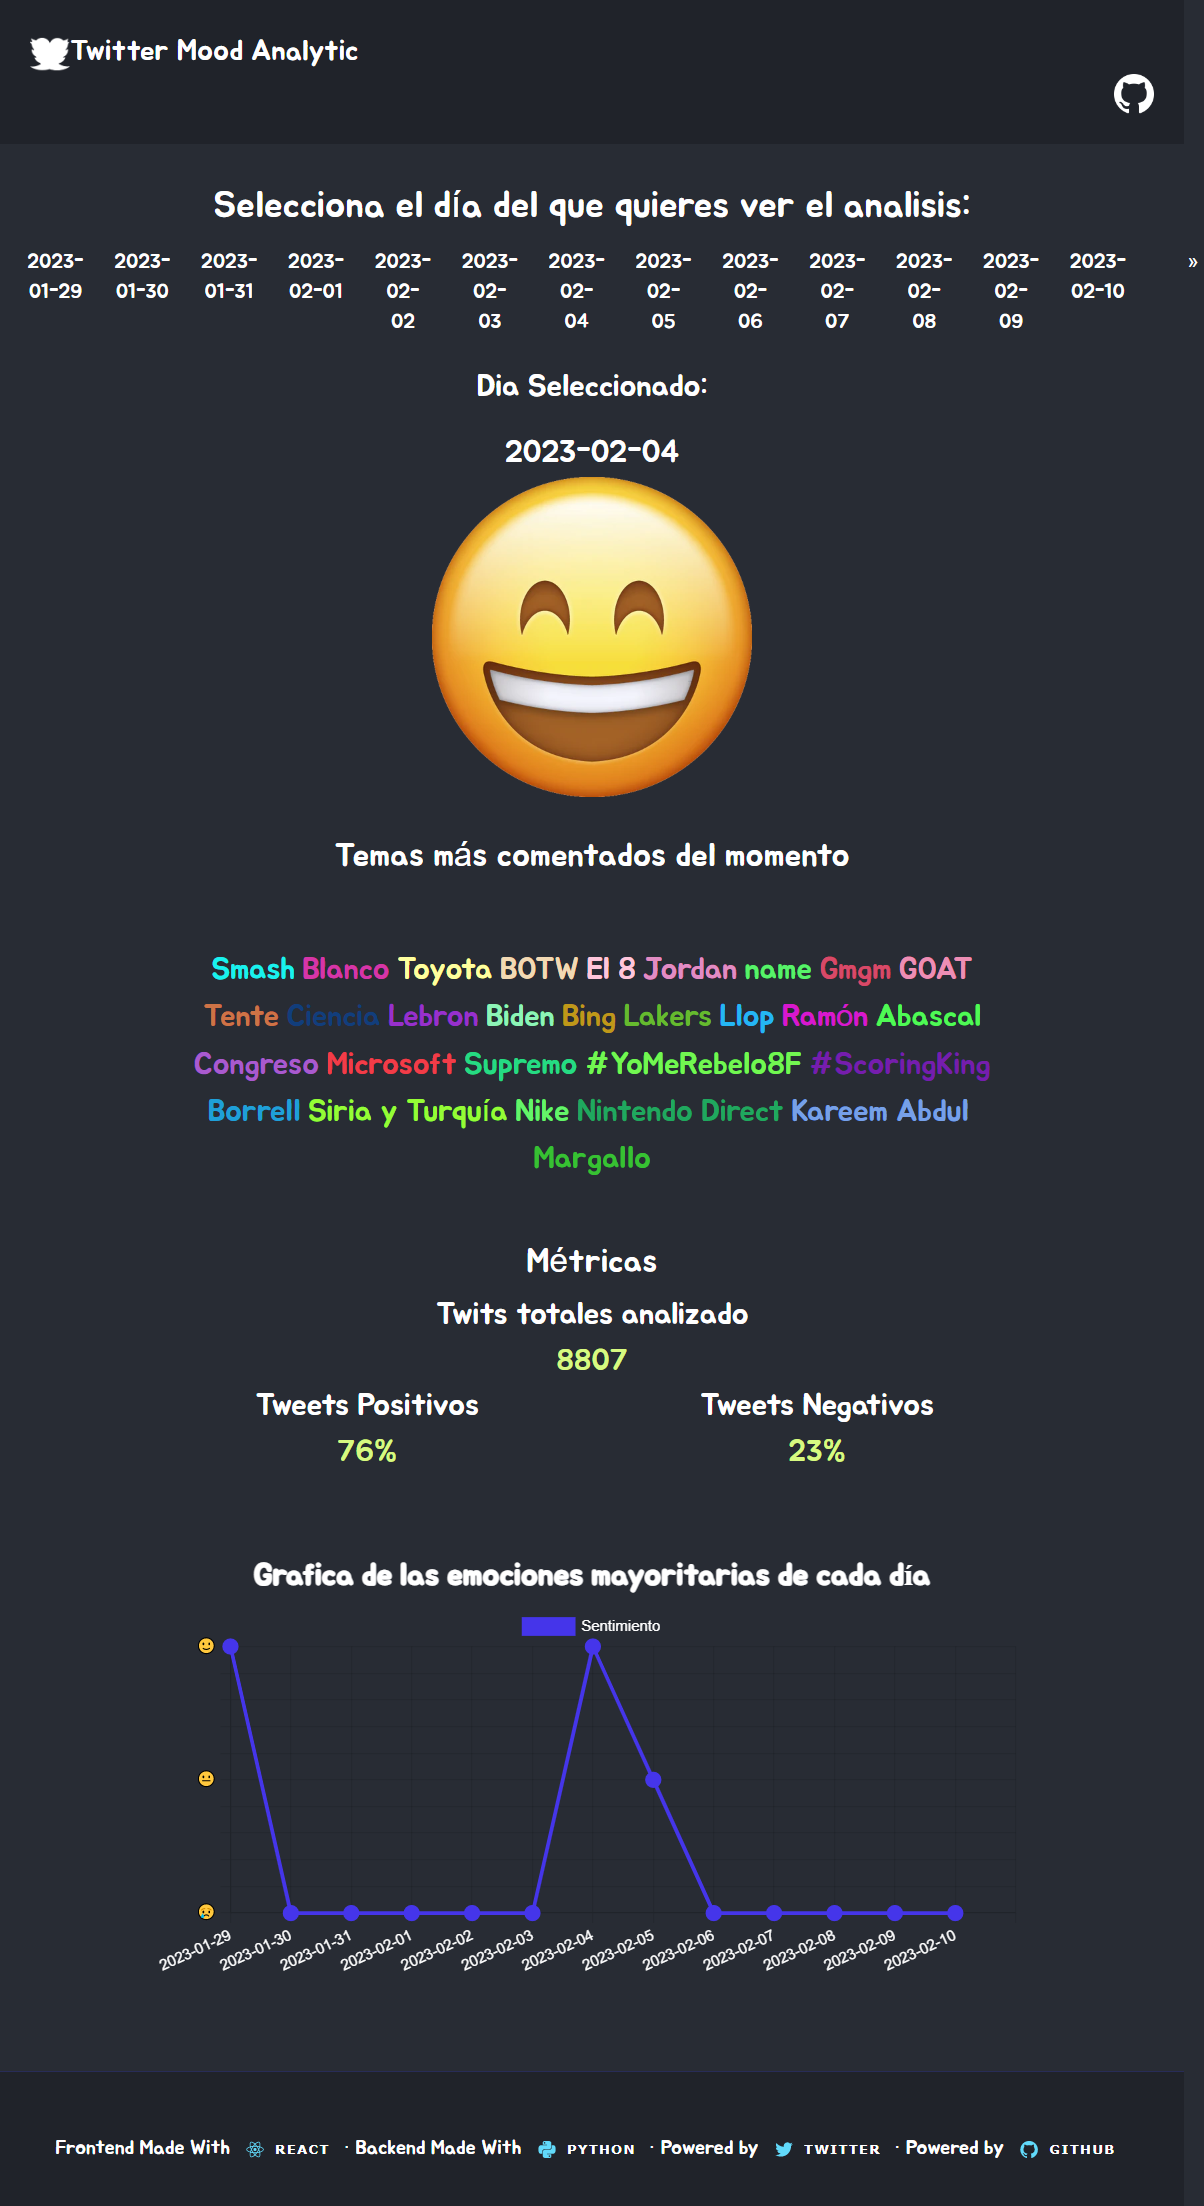 Twitter Mood Analytic
Selecciona el día del que quieres ver el analisis:
2023- 2023- 2023- 2023- 2023- 2023- 2023- 2023- 2023- 2023- 2023- 2023- 2023- »
01-29 01-30 01-31 02-01 02- 02- 02- 02- 02- 02- 02- 02- 02-10
02 03 04 05 06 07 08 09
Dia Seleccionado:
2023-02-04
Temas más comentados del momento
Smash Blanco Toyota BOTW El 8 Jordan name Gmgm GOAT
Tente Ciencia Lebron Biden Bing Lakers Llop Ramón Abascal
Congreso Microsoft Supremo #YoMeRebelo8F #ScoringKing
Borrell Siria y Turquía Nike Nintendo Direct Kareem Abdul
Margallo
Métricas
Twits totales analizado
8807
Tweets Positivos Tweets Negativos
76% 23%
Grafica de las emociones mayoritarias de cada día
Sentimiento
2023-01-29 2023-01-30 2023-01-31 2023-02-01 2023-02-02 2023-02-03 2023-02-04 2023-02-05 2023-02-06 2023-02-07 2023-02-08 2023-02-09 2023-02-10
Frontend Made With REACT · Backend Made With PYTHON · Powered by TWITTER · Powered by GITHUB